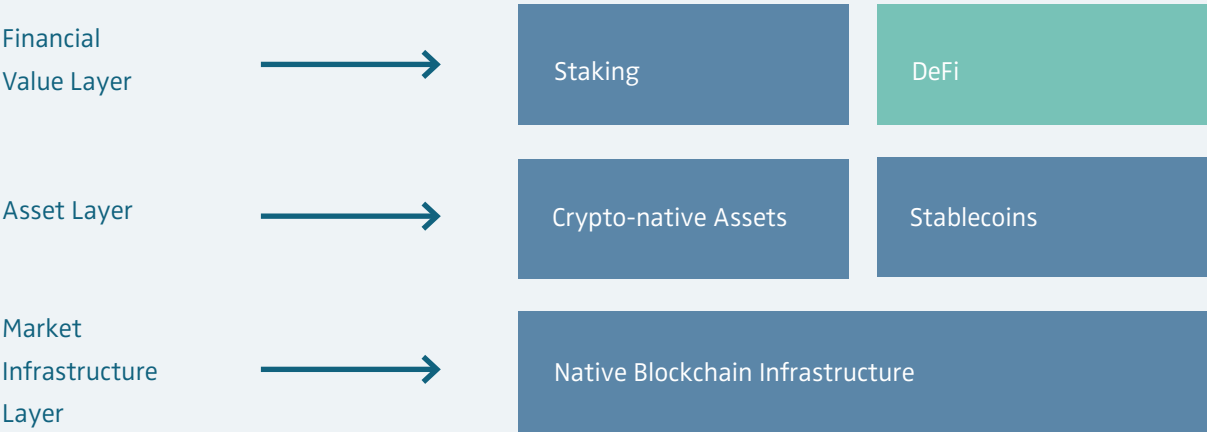 Financial
Value Layer
Staking
DeFi
Asset Layer
Crypto-native Assets
Stablecoins
Market
Infrastructure
Layer
Native Blockchain Infrastructure